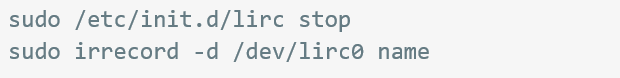 sudo /etc/init.d/lirc stop
sudo irrecord -d /dev/lirc0 name